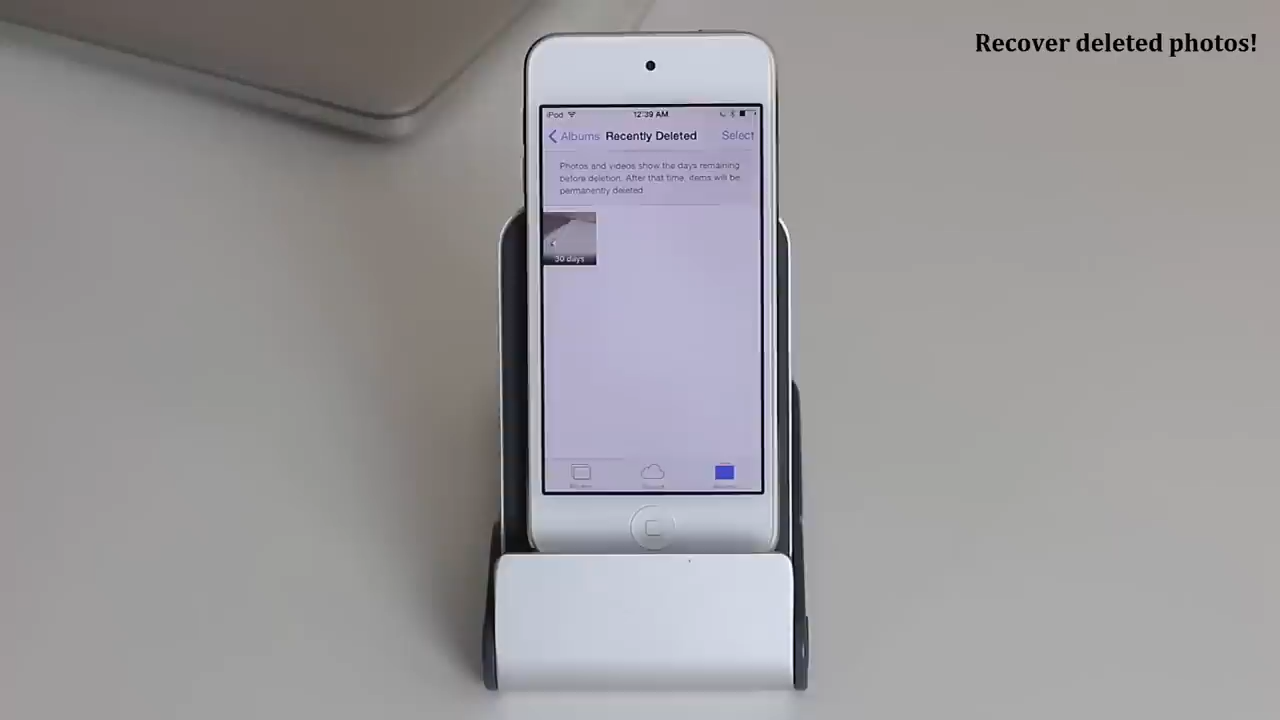 Recover deleted photos!
iPod 12:39 AM
Albums Recently Deleted Select
Photos and videos show the days remaining
before deletion. After that time, items will be
permanently deleted
30 days